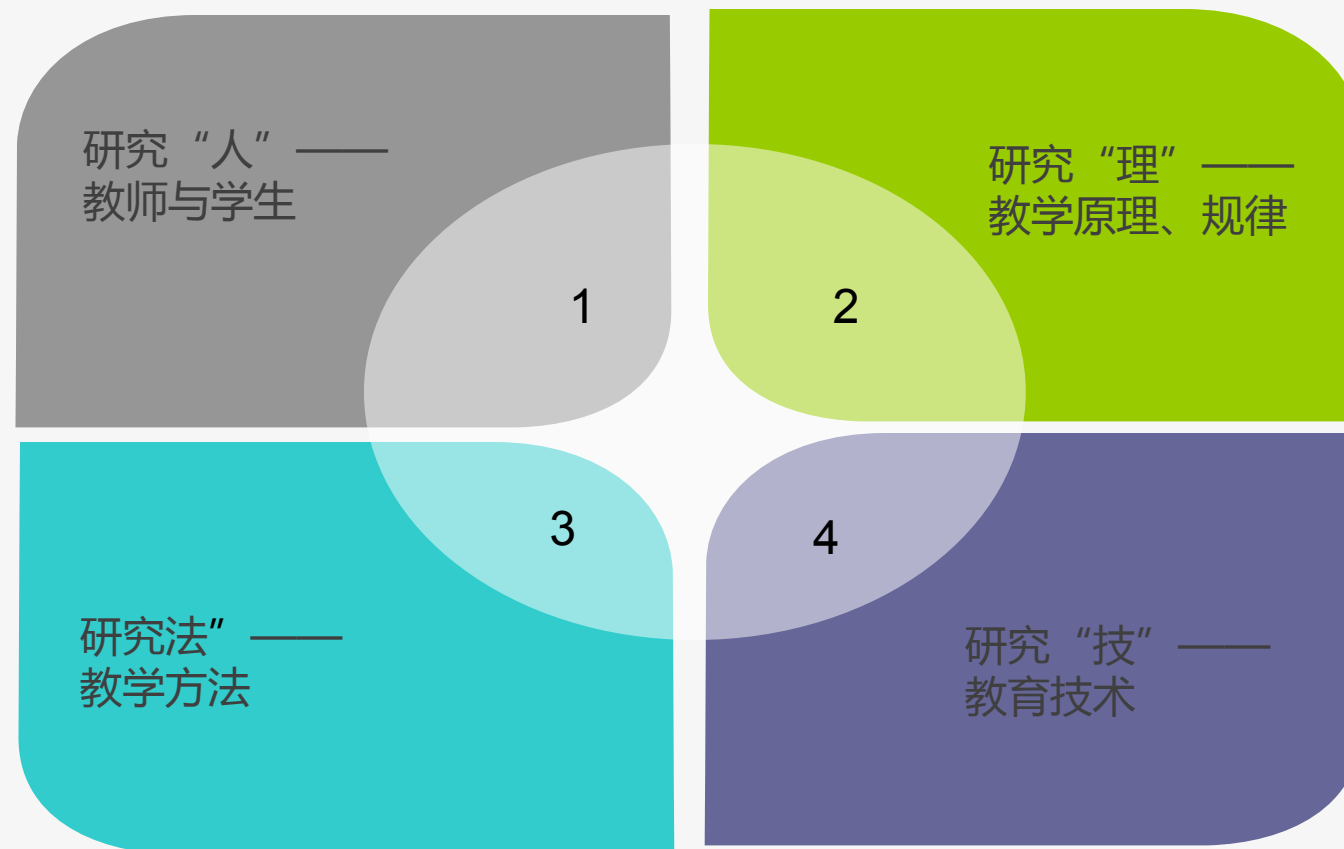 研究“人”——
教师与学生
1
研究“理”——
教学原理、规律
2
3
研究法”——
教学方法
4
研究“技”——
教育技术